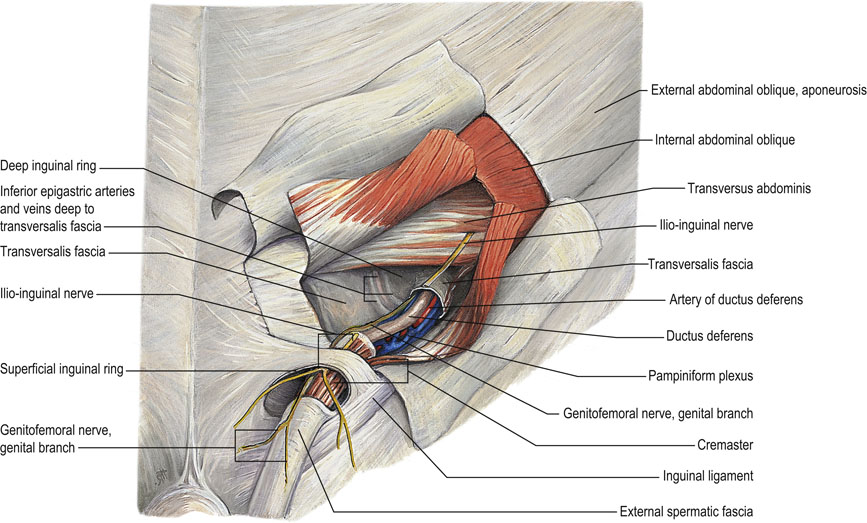 External abdominal oblique, aponeurosis
Internal abdominal oblique
Deep inguinal ring
Transversus abdominis
Inferior epigastric arteries
and veins deep to
transversalis fascia
Ilio-inguinal nerve
Transversalis fascia
Transversalis fascia
Ilio-inguinal nerve
Artery of ductus deferens
Ductus deferens
Superficial inguinal ring
Pampiniform plexus
Genitofemoral nerve, genital branch
Genitofemoral nerve,
genital branch
Cremaster
Inguinal ligament
External spermatic fascia